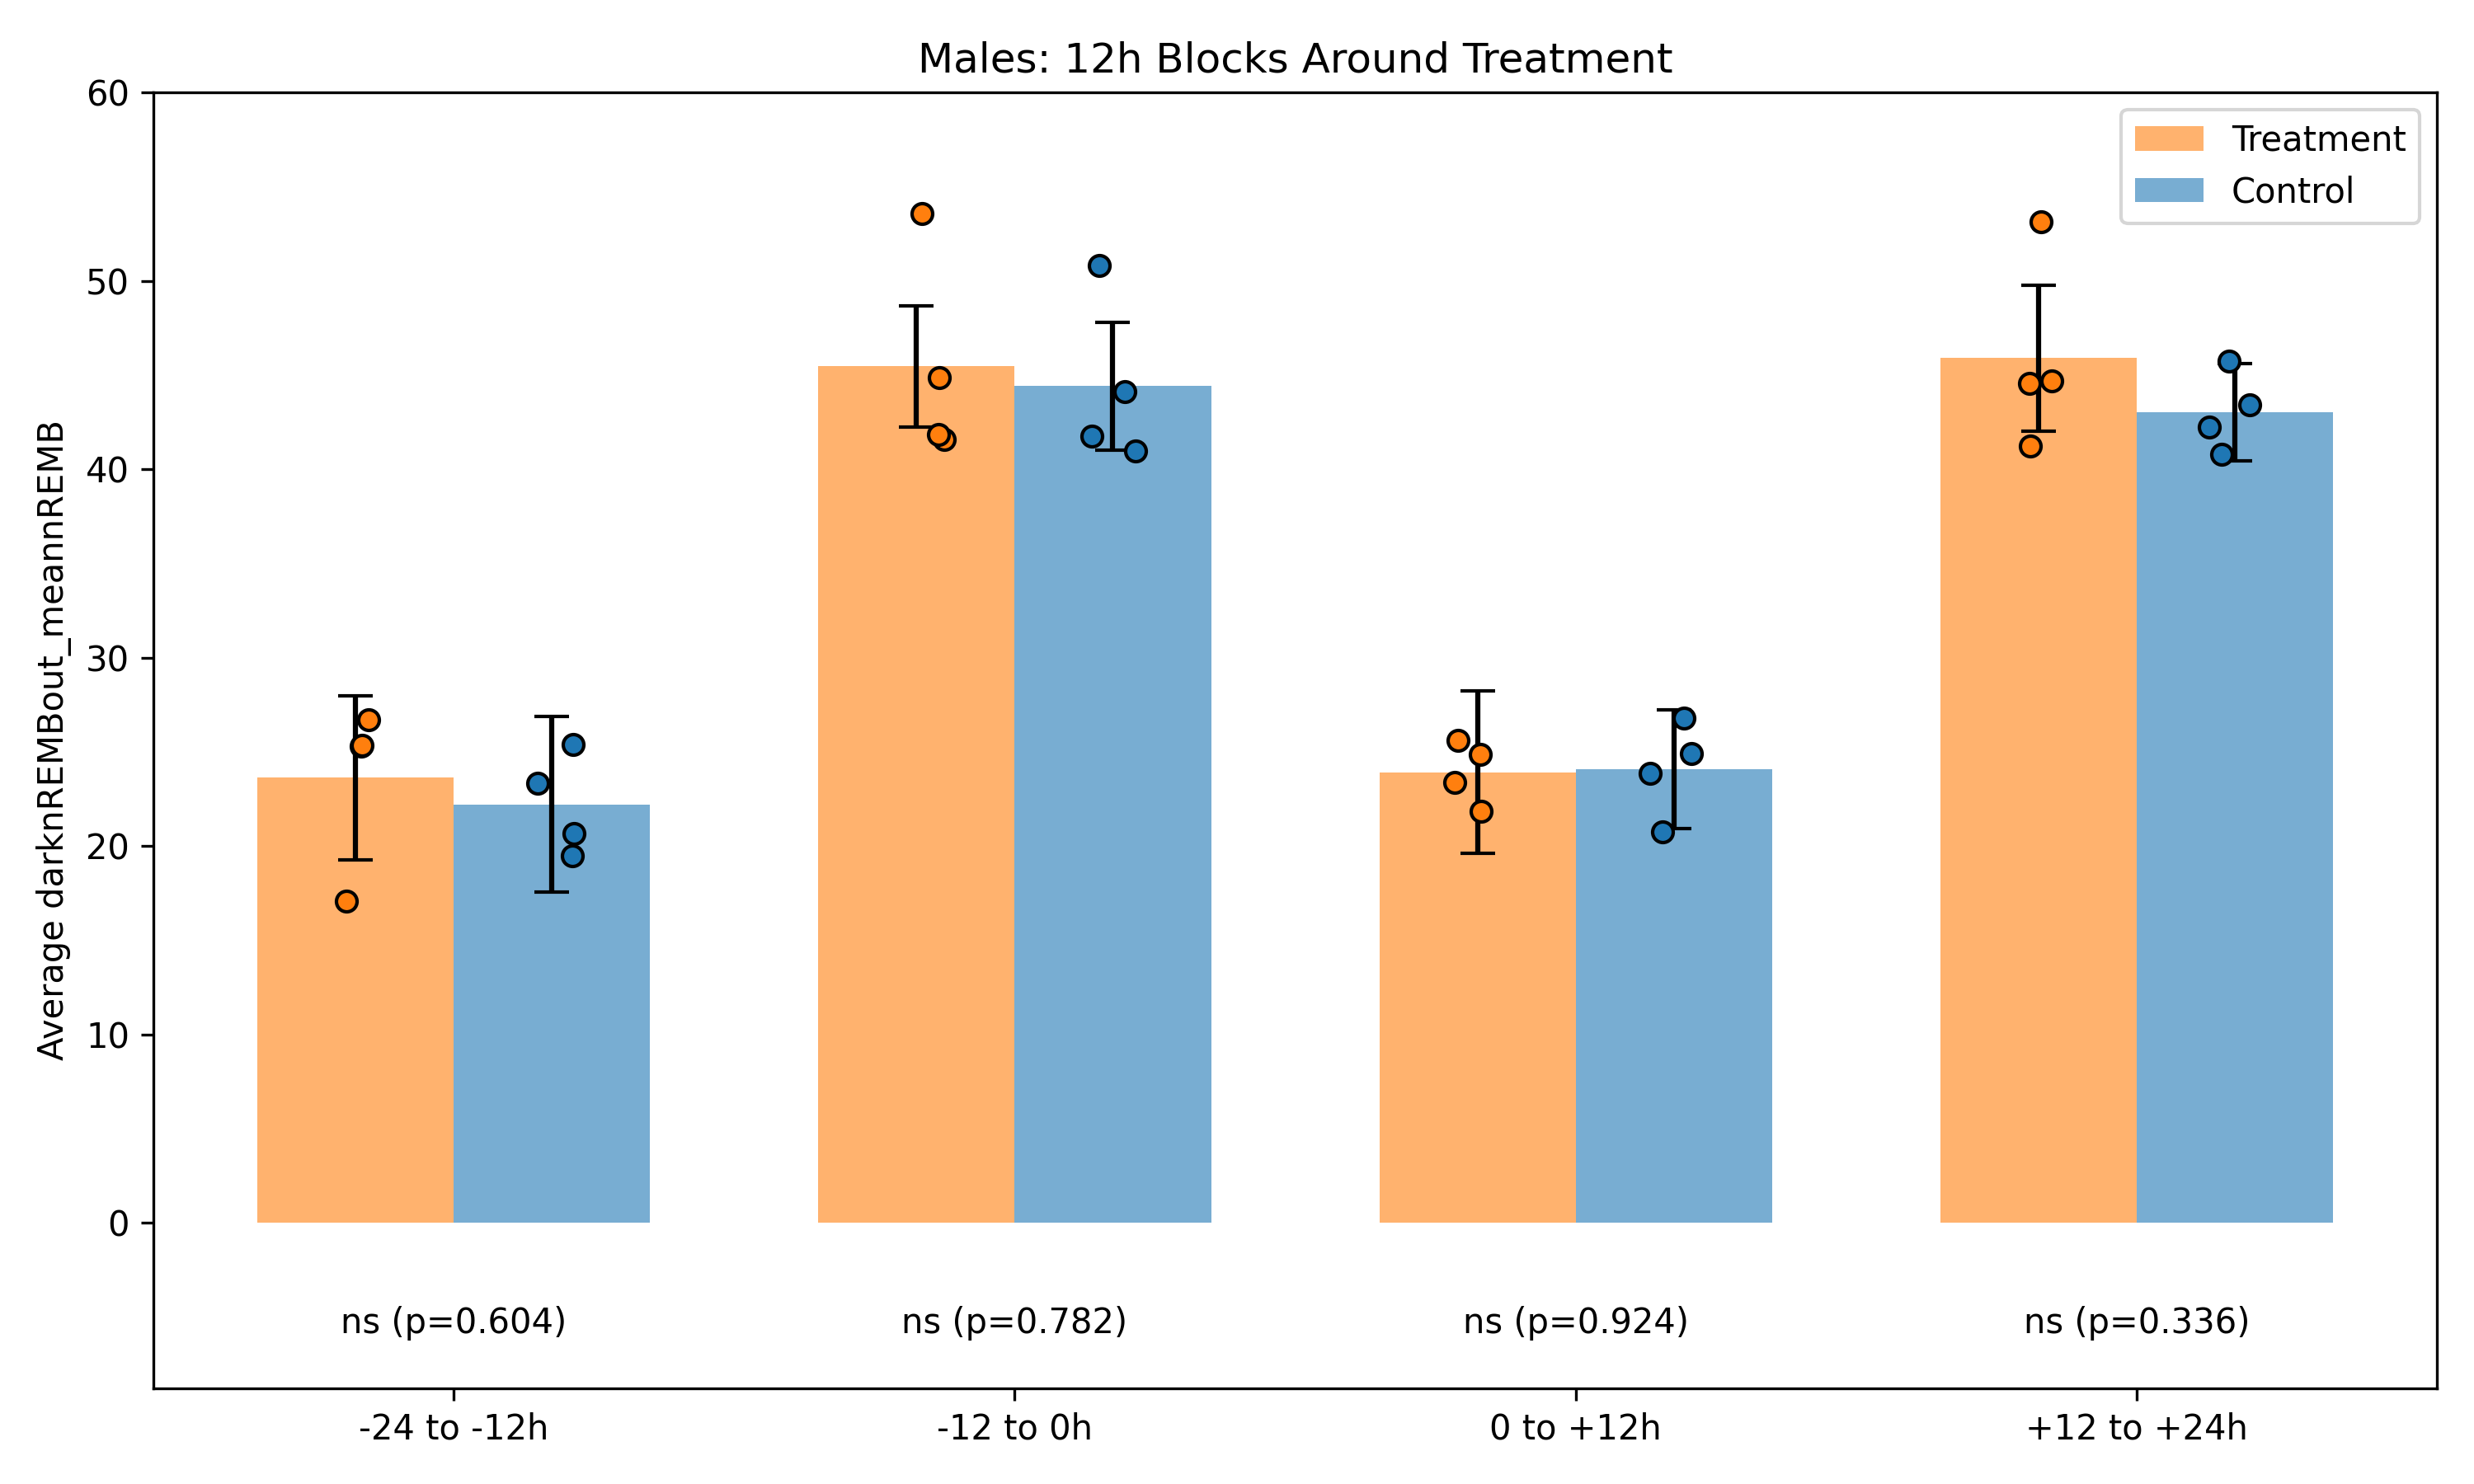 Males: 12h Blocks Around Treatment
Treatment
Control
Average darknREMBout_meannREMB
60
50
40
30
20
10
0
ns (p=0.604)
ns (p=0.782)
ns (p=0.924)
ns (p=0.336)
-24 to -12h
-12 to 0h
0 to +12h
+12 to +24h